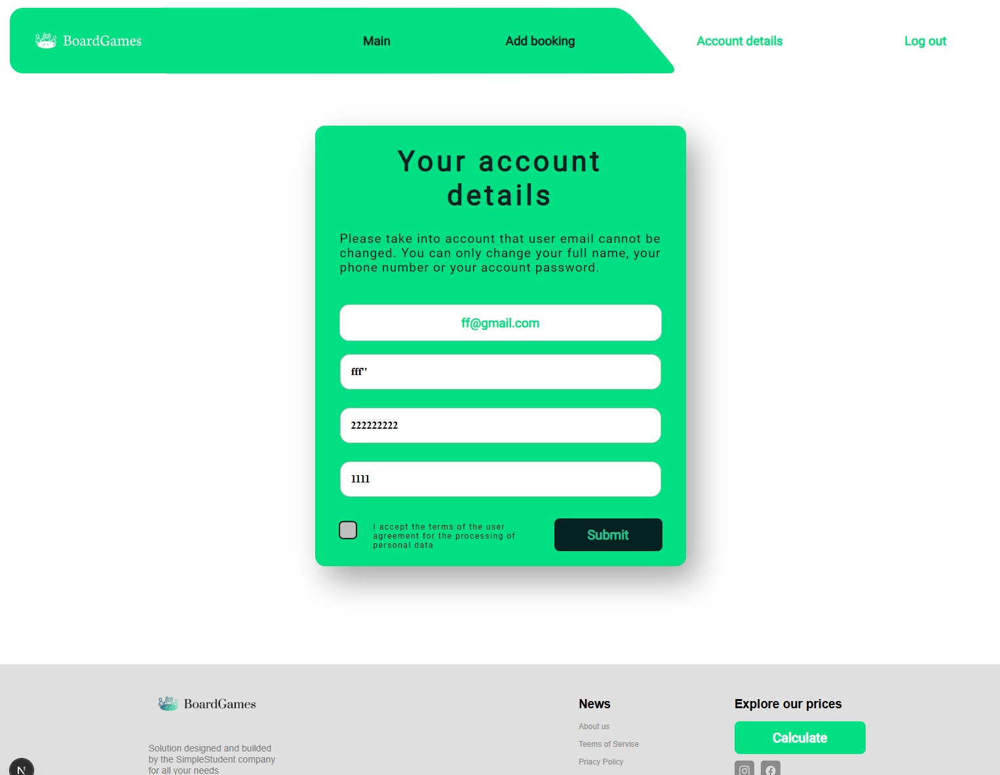 BoardGames
Main
Add booking
Account details
Log out
Your account
details
Please take into account that user email cannot be
changed. You can only change your full name, your
phone number or your account password.
ff@gmail.com
fff''
222222222
1111
I accept the terms of the user
agreement for the processing of
personal data
Submit
BoardGames
Solution designed and builded
by the SimpleStudent company
for all your needs
News
About us
Teems of Servise
Priacy Policy
Explore our prices
Calculate
N